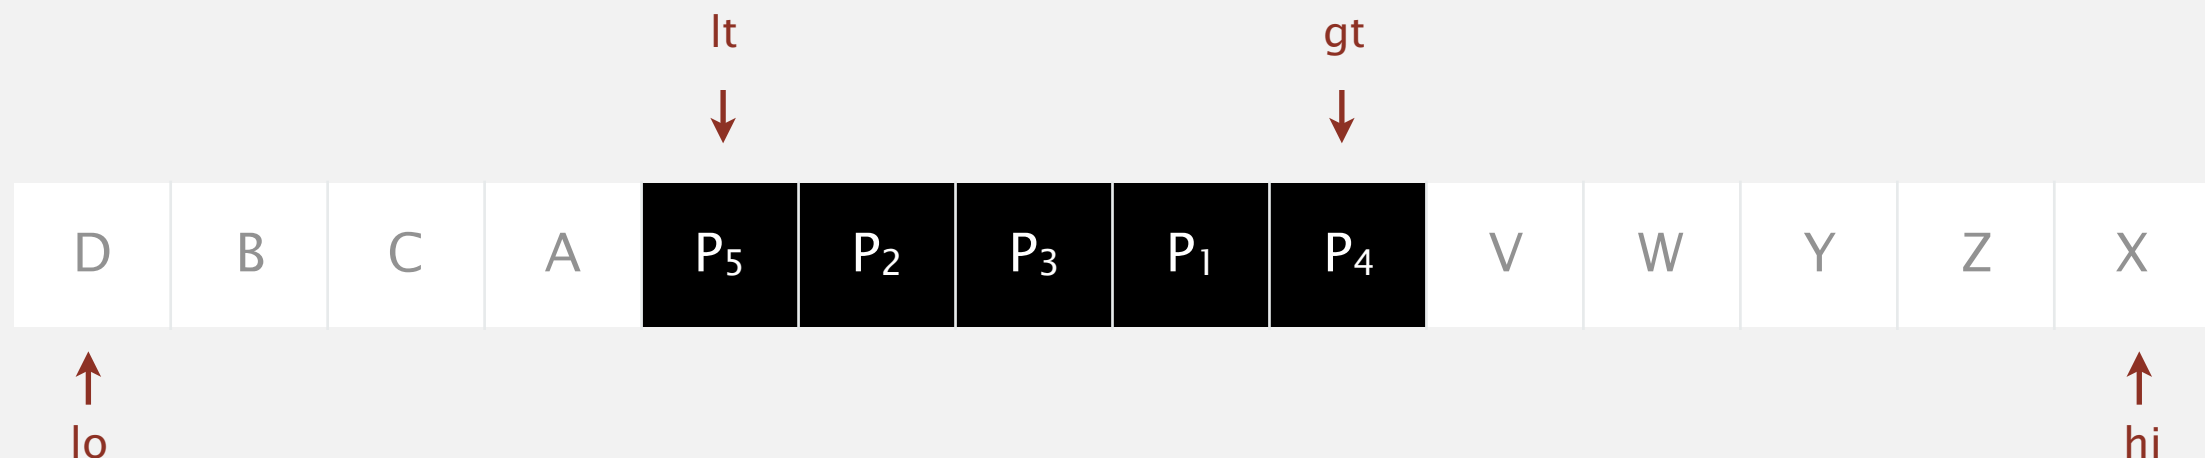 lt gt
D B C A P₅ P₂ P₃ P₁ P₄ V W Y Z X
lo hi